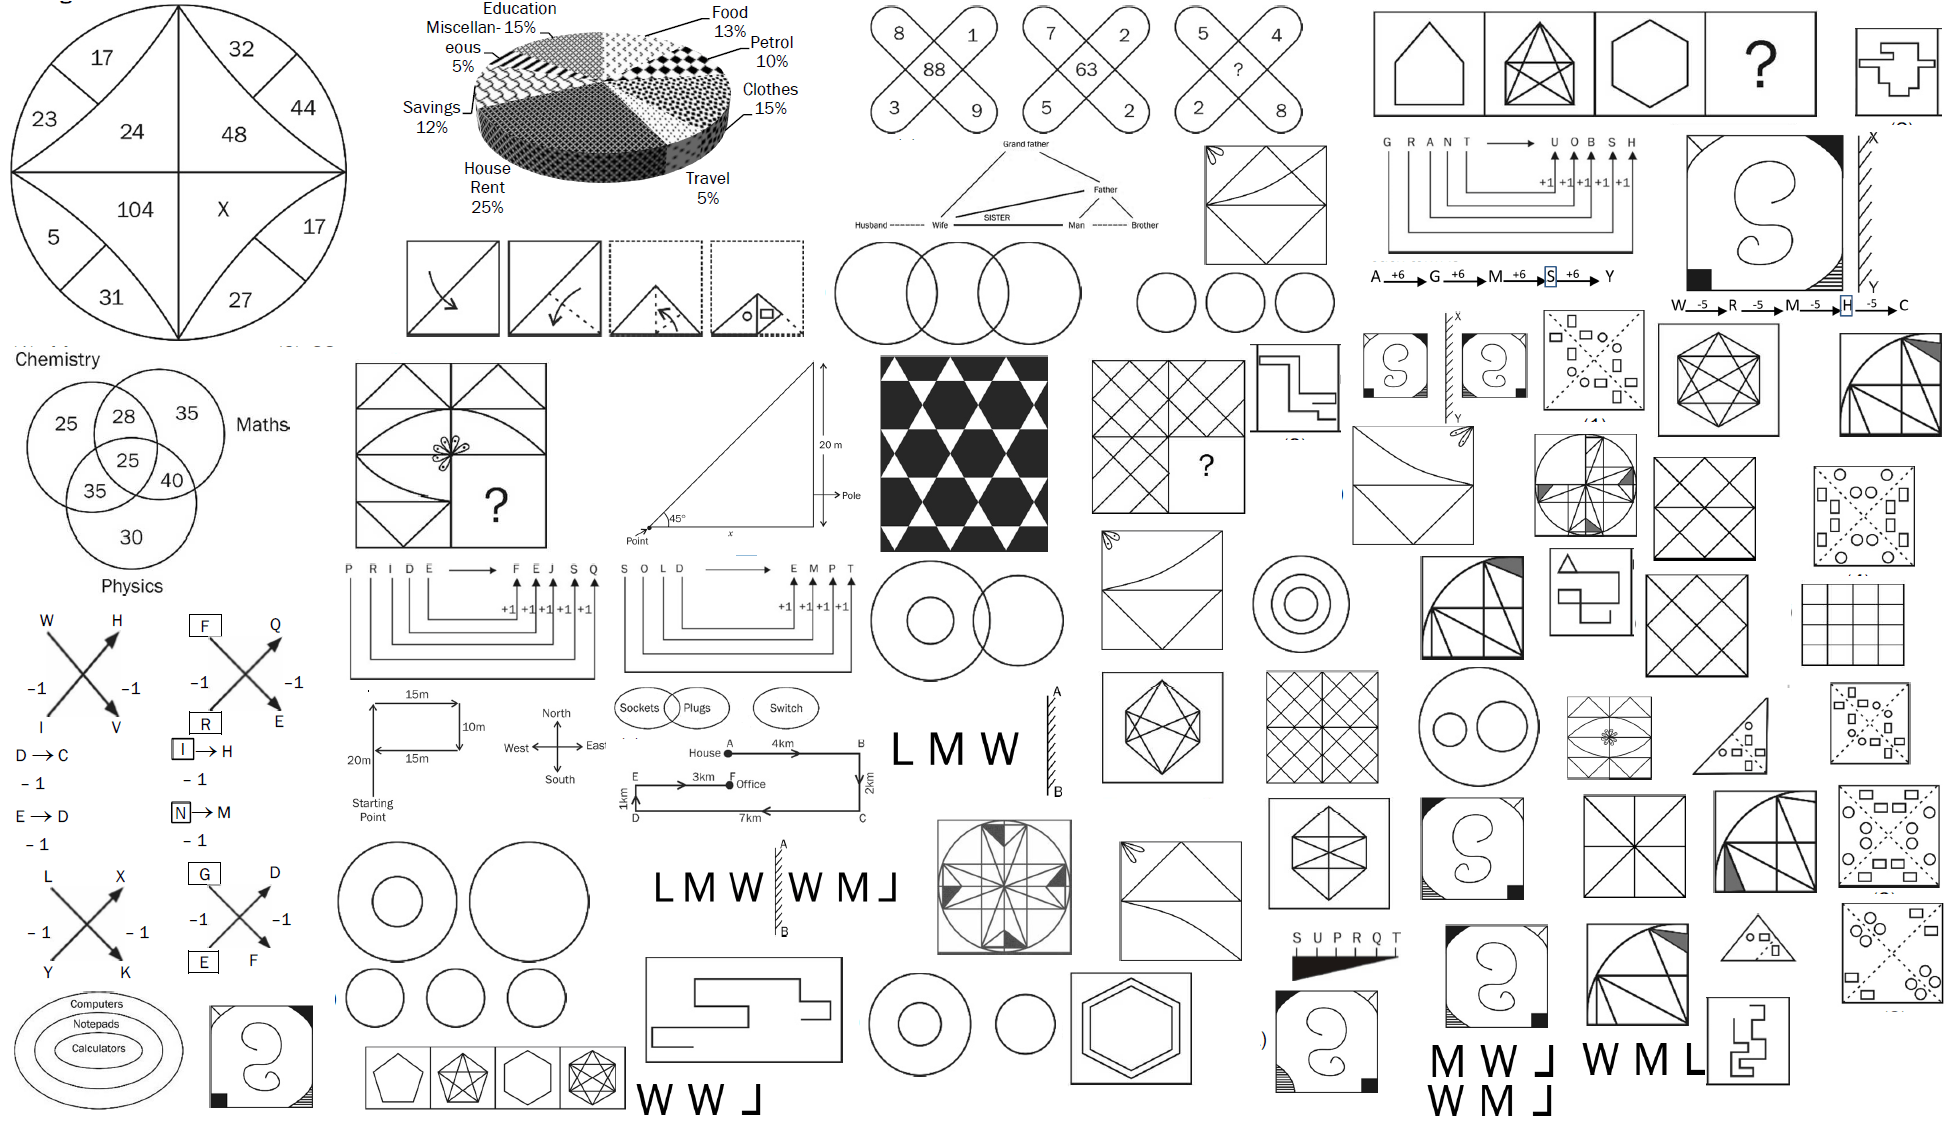 17
32
23
44
24
48
104
X
5
17
31
27
Education
15%
Miscellan-
eous
5%
Food
13%
Petrol
10%
Clothes
15%
Savings
12%
House
Rent
25%
Travel
5%
8 1
88
3 9
7 2
63
5 2
5 4
?
2 8
?
Grand father
Father
SISTER
Husband Wife Man Brother
G R A N T U O B S H
+1 +1 +1 +1 +1
X
Y
A +6 G +6 M +6 S +6 Y
W -5 R -5 M -5 H -5 C
X
Y
Chemistry
25 28 35
Maths
25
35 40
30
Physics
?
20 m
Pole
45°
x
Point
?
P R I D E F E J S Q
+1 +1 +1 +1 +1
S O L D E M P T
+1 +1 +1 +1
W H
–1 –1
I V
F Q
–1 –1
R E
D → C
– 1
I → H
– 1
E → D
– 1
N → M
– 1
L X
– 1 – 1
Y K
G D
–1 –1
E F
15m
10m
15m
20m
Starting
Point
North
West East
South
Sockets Plugs Switch
House A 4km B
2km
E 3km F Office
1km
D 7km C
L M W
A
B
L M W W M ⅃
A
B
S U P R Q T
Computers
Notepads
Calculators
)
W W ⅃
M W ⅃
W M ⅃
W M L